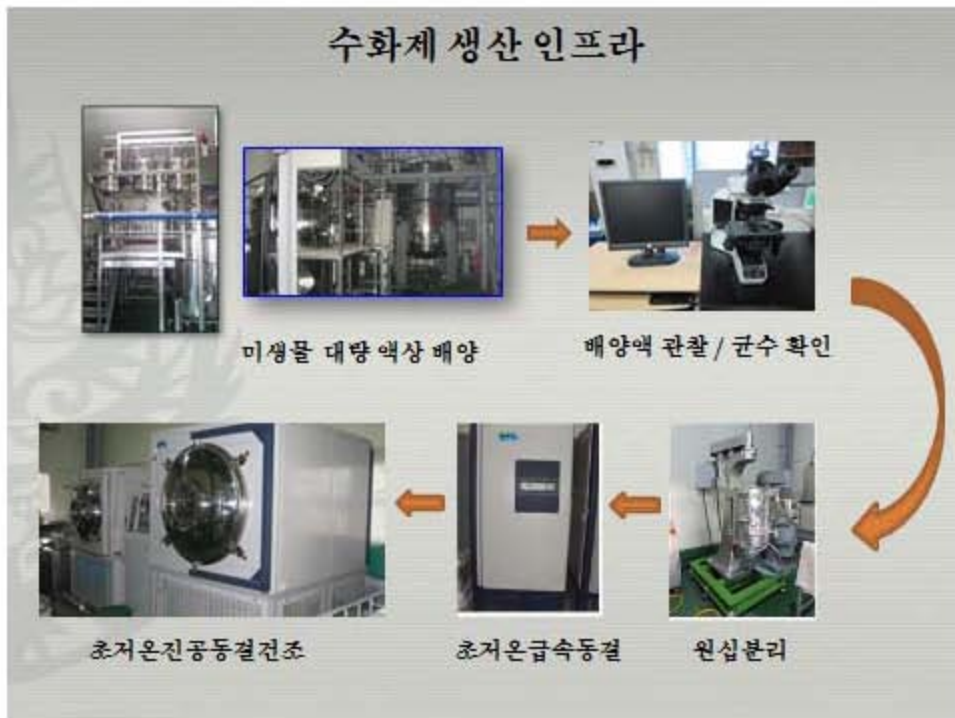 수화제 생산 인프라
미생물 대량 액상 배양
배양액 관찰 / 균수 확인
초저온진공동결건조
초저온급속동결
원심분리